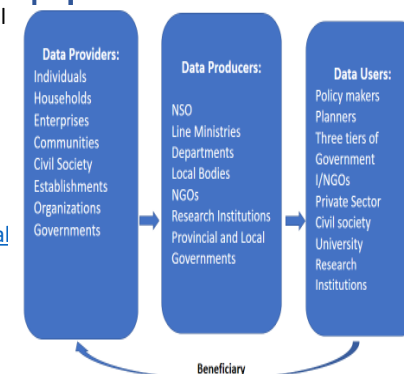 Data Providers:
Individuals
Households
Enterprises
Communities
Civil Society
Establishments
Organizations
Governments
Data Producers:
NSO
Line Ministries
Departments
Local Bodies
NGOs
Research Institutions
Provincial and Local
Governments
Data Users:
Policy makers
Planners
Three tiers of
Government
I/NGOs
Private Sector
Civil society
University
Research
Institutions
Beneficiary